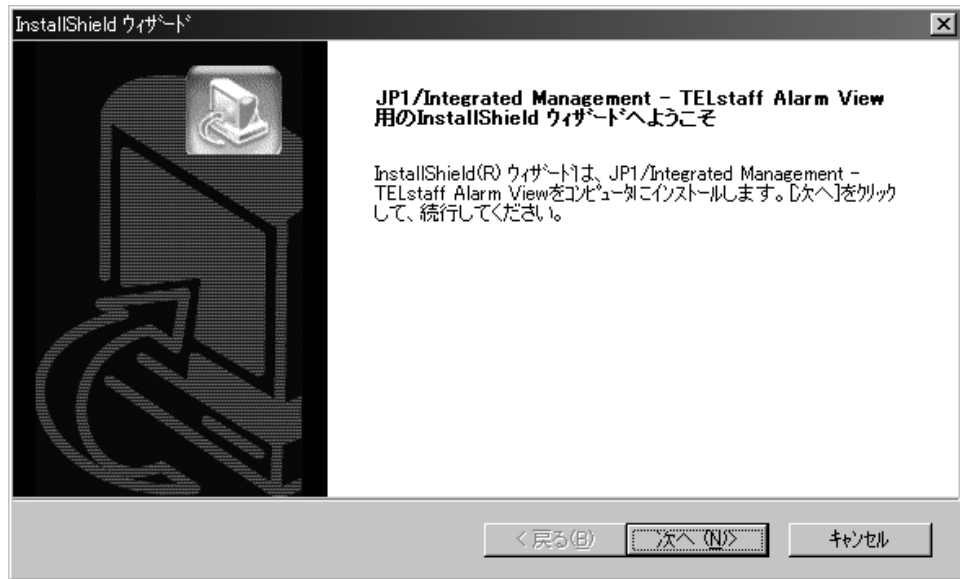 InstallShield ウィザード
JP1/Integrated Management - TELstaff Alarm View
用のInstallShield ウィザードへようこそ
InstallShield(R) ウィザードは、JP1/Integrated Management -
TELstaff Alarm Viewをコンピュータにインストールします。[次へ]をクリック
して、続行してください。
< 戻る(B)
次へ (N)>
キャンセル